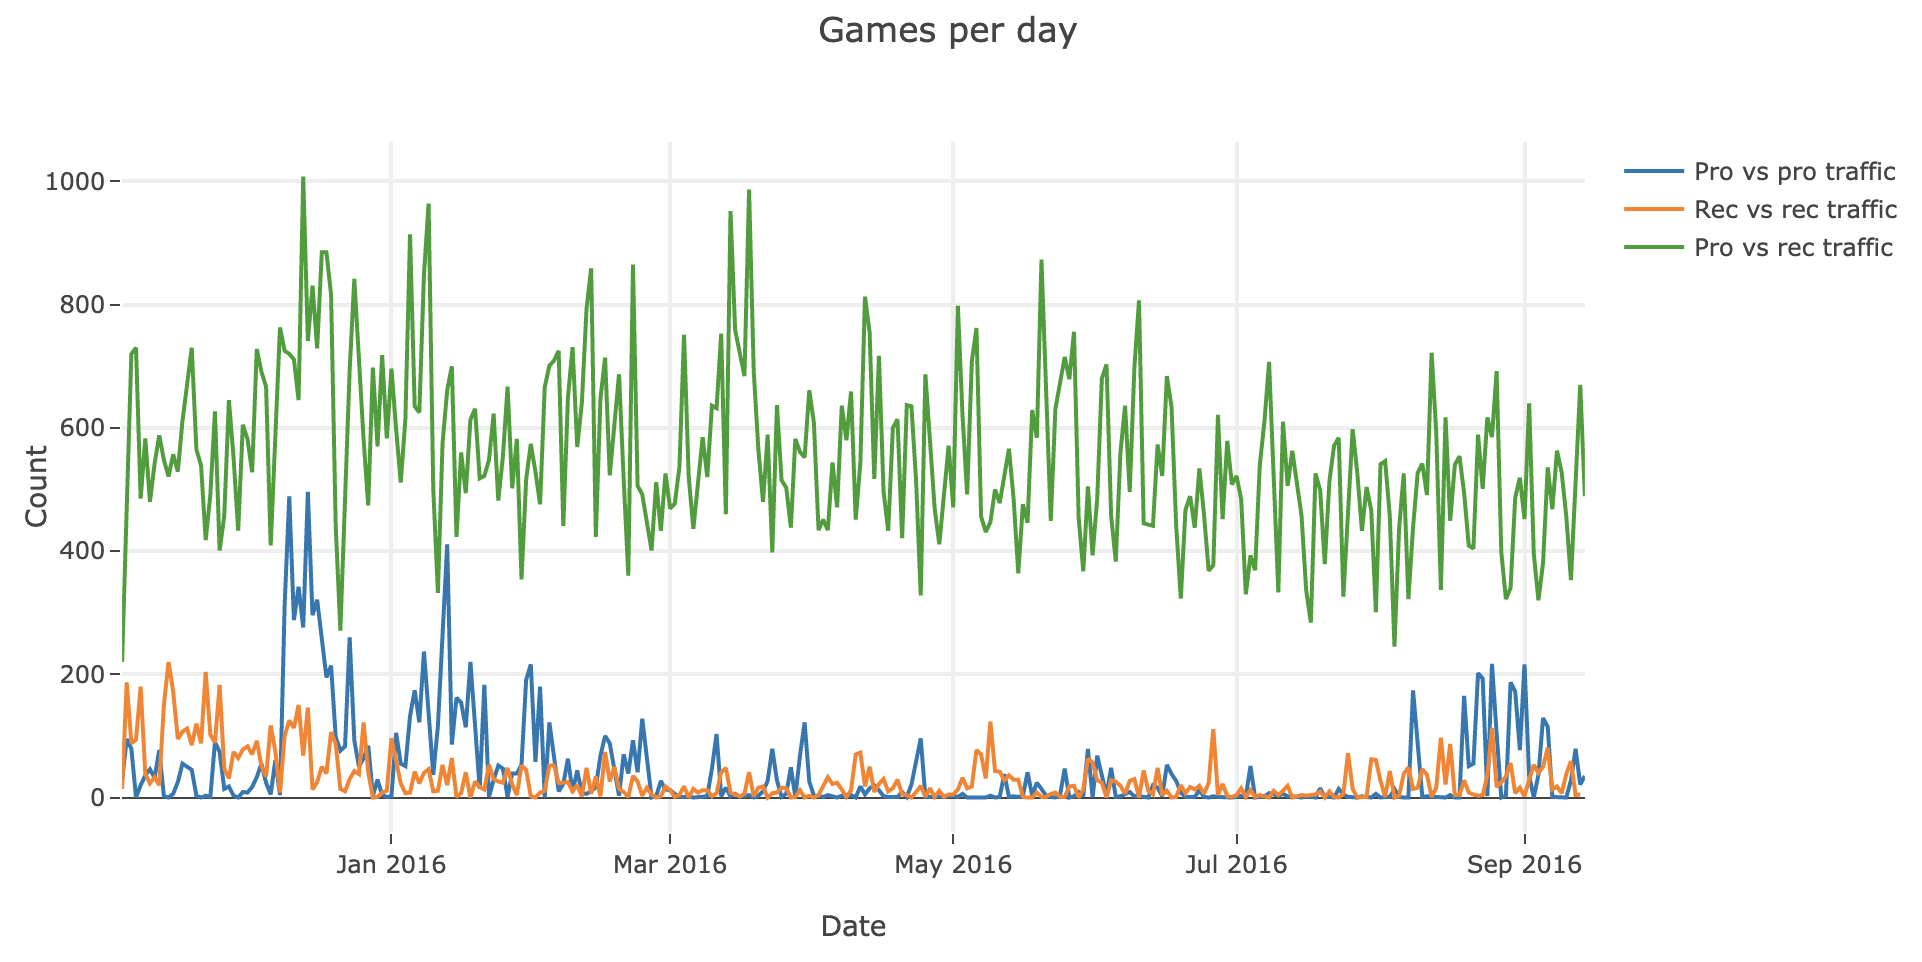 Games per day
1000
800
600
400
200
0
Count
Jan 2016
Mar 2016
May 2016
Jul 2016
Sep 2016
Date
Pro vs pro traffic
Rec vs rec traffic
Pro vs rec traffic